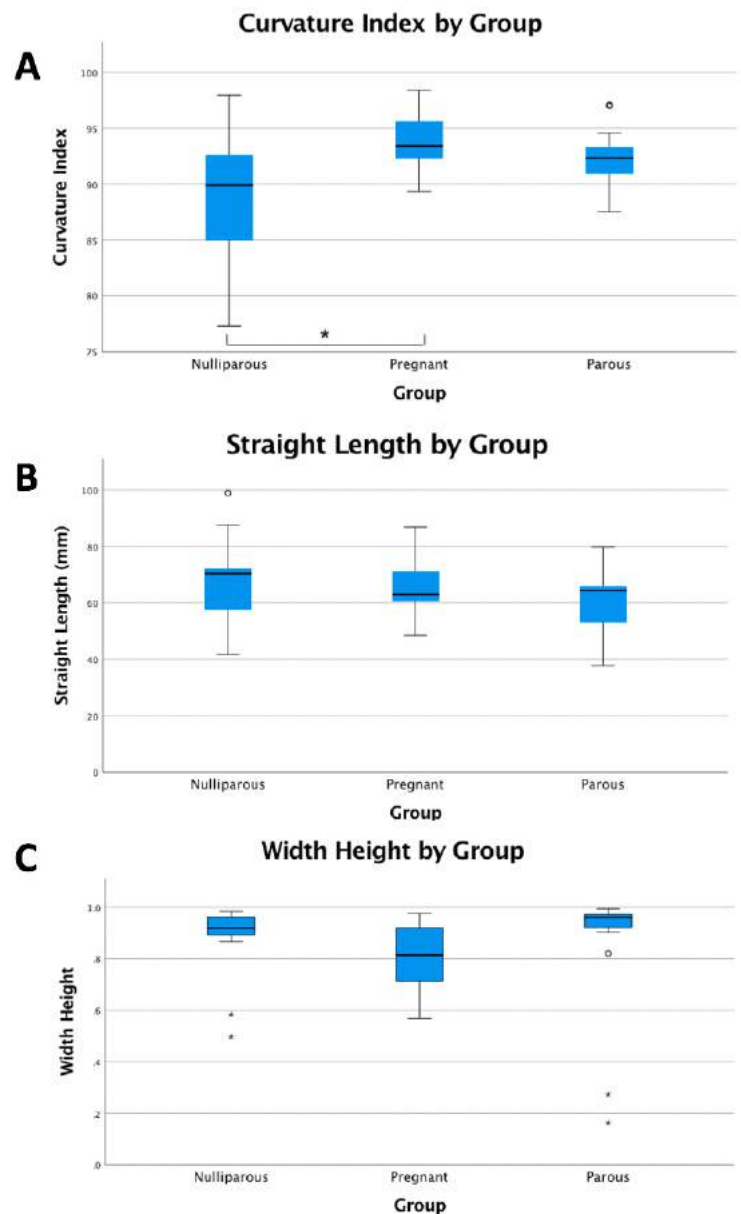 Curvature Index by Group
A
100
95
90
85
80
75
Curvature Index
*
Nulliparous Pregnant Parous
Group
Straight Length by Group
B
100
80
60
40
20
0
Straight Length (mm)
Nulliparous Pregnant Parous
Group
C
Width Height by Group
1.0
.8
.6
.4
.2
.0
Width Height
Nulliparous Pregnant Parous
Group